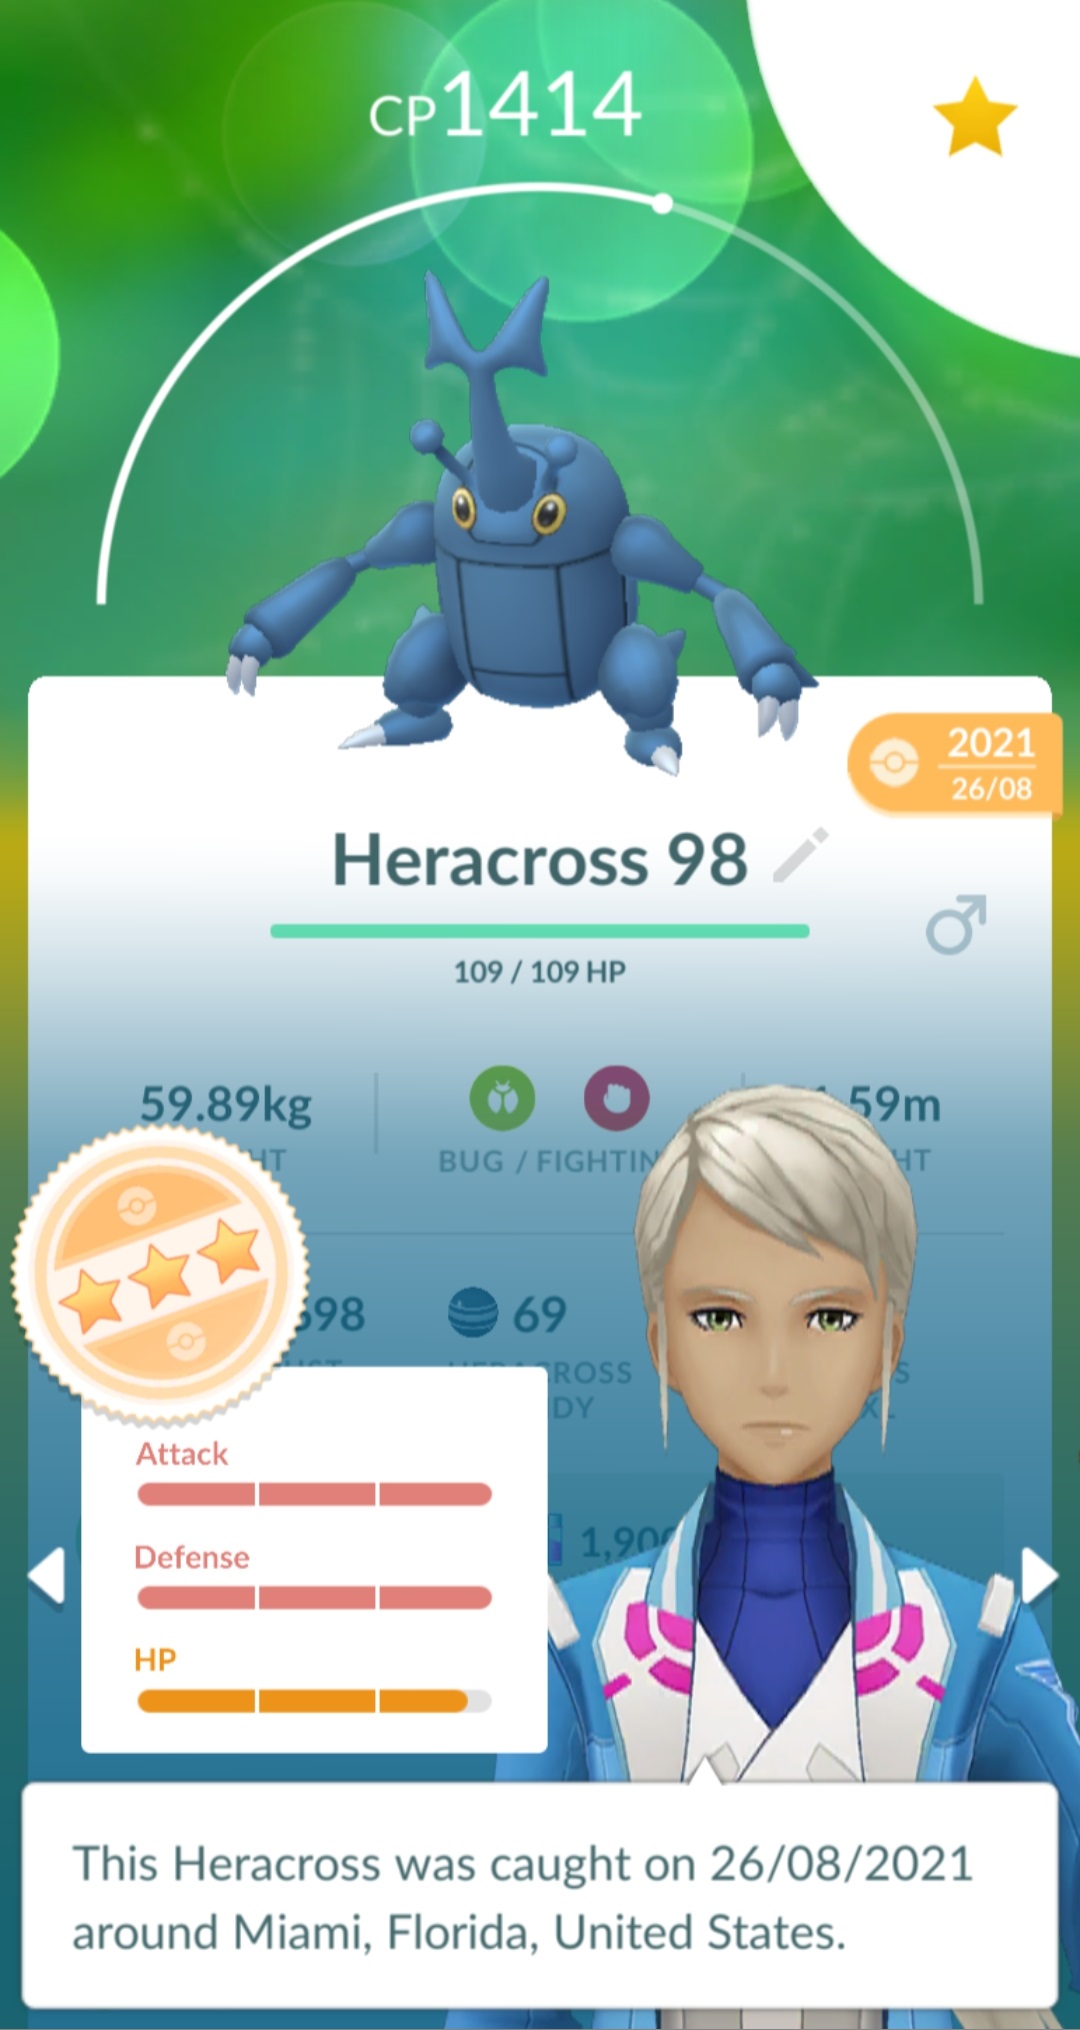 CP1414
2021
26/08
Heracross 98
109 / 109 HP
59.89kg
59m
BUG / FIGHTIN
69
Attack
Defense
HP
This Heracross was caught on 26/08/2021
around Miami, Florida, United States.